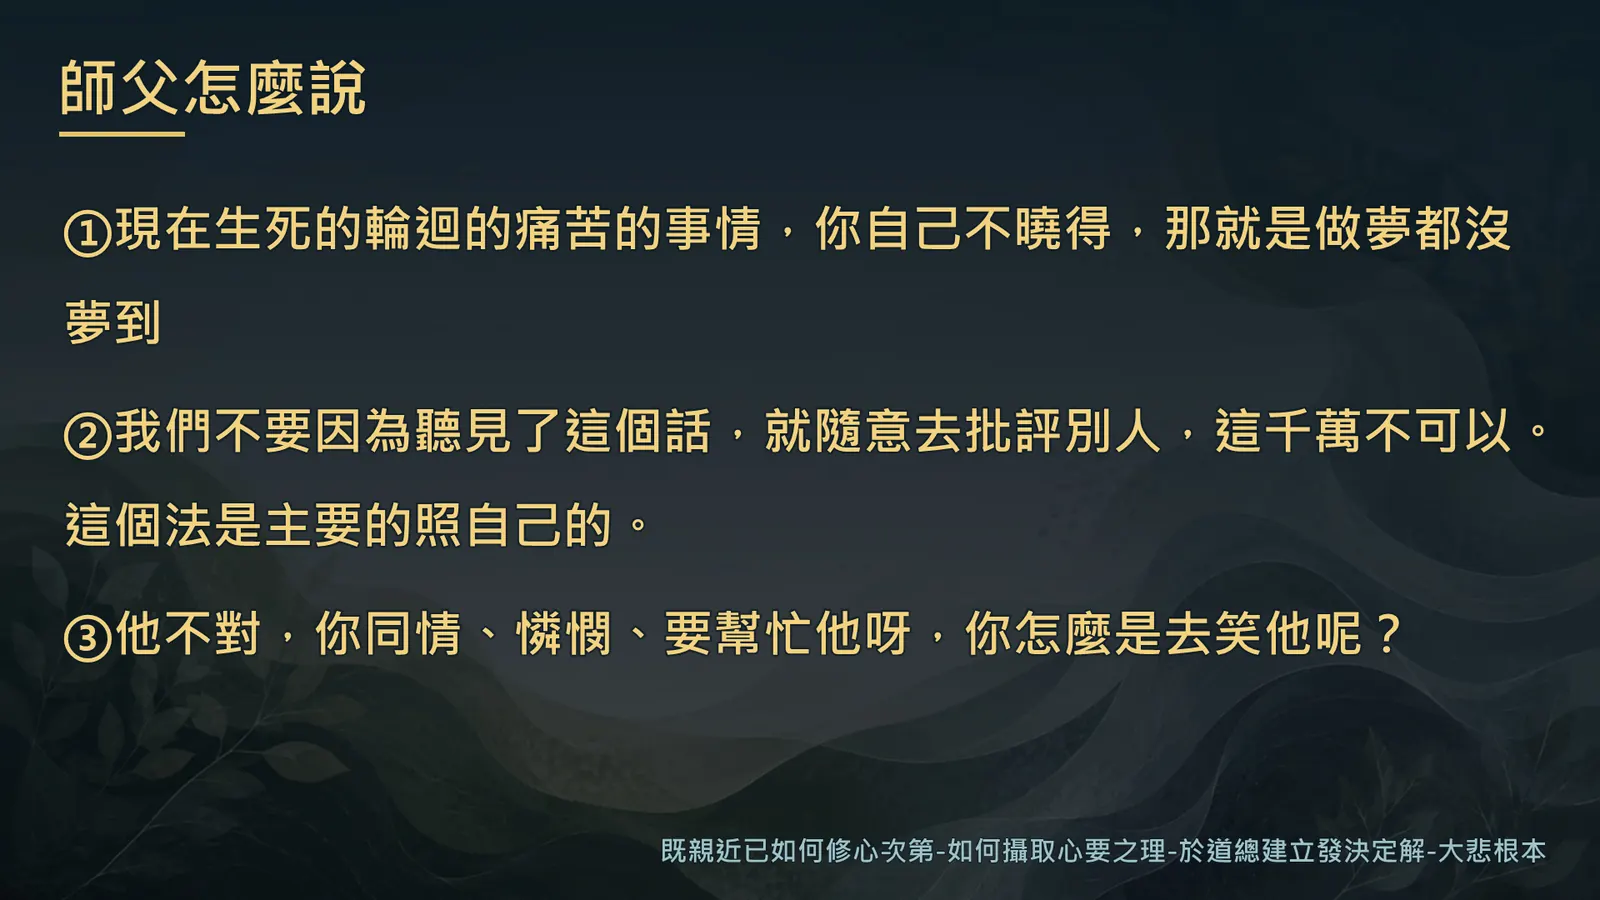 師父怎麼說
①現在生死的輪迴的痛苦的事情，你自己不曉得，那就是做夢都沒
夢到
②我們不要因為聽見了這個話，就隨意去批評別人，這千萬不可以。
這個法是主要的照自己的。
③他不對，你同情、憐憫、要幫忙他呀，你怎麼是去笑他呢？
既親近已如何修心次第-如何攝取心要之理-於道總建立發決定解-大悲根本